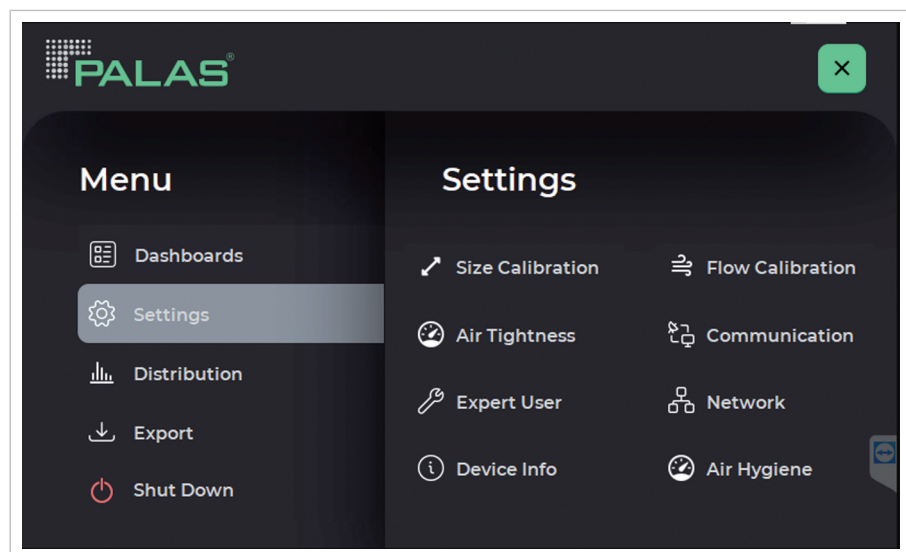 PALAS®
Menu
Dashboards
Settings
Distribution
Export
Shut Down
Settings
Size Calibration
Flow Calibration
Air Tightness
Communication
Expert User
Network
Device Info
Air Hygiene